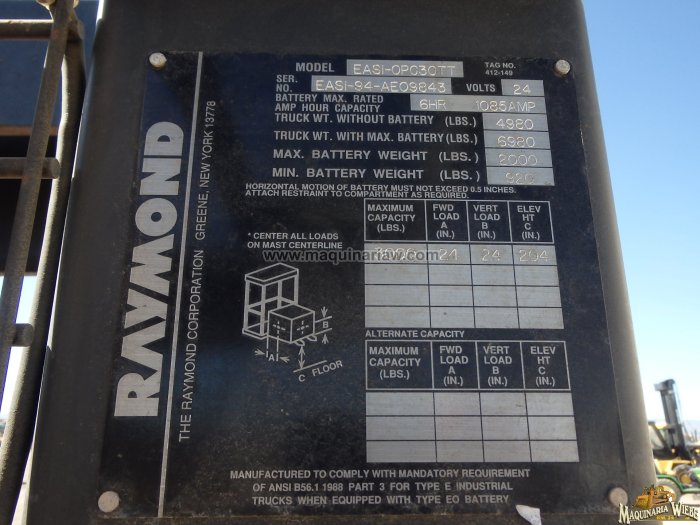 RAYMOND
THE RAYMOND CORPORATION GREENE, NEW YORK 13778
MODEL EASI-OPC30TT TAG NO. 412-149
SER. NO. EASI-94-AE09843 VOLTS 24
BATTERY MAX. RATED AMP HOUR CAPACITY 6HR 1085AMP
TRUCK WT. WITHOUT BATTERY (LBS.) 4980
TRUCK WT. WITH MAX. BATTERY (LBS.) 6980
MAX. BATTERY WEIGHT (LBS.) 2000
MIN. BATTERY WEIGHT (LBS.)
HORIZONTAL MOTION OF BATTERY MUST NOT EXCEED 0.5 INCHES.
ATTACH RESTRAINT TO COMPARTMENT AS REQUIRED.
MAXIMUM CAPACITY (LBS.) FWD LOAD A (IN.) VERT LOAD B (IN.) ELEV HT C (IN.)
24 24 204
* CENTER ALL LOADS
ON MAST CENTERLINE
www.maquinariaw.com
A
B
C FLOOR
ALTERNATE CAPACITY
MAXIMUM CAPACITY (LBS.) FWD LOAD A (IN.) VERT LOAD B (IN.) ELEV HT C (IN.)
MANUFACTURED TO COMPLY WITH MANDATORY REQUIREMENT
OF ANSI B56.1 1988 PART 3 FOR TYPE E INDUSTRIAL
TRUCKS WHEN EQUIPPED WITH TYPE EO BATTERY
MAQUINARIA WIEBE